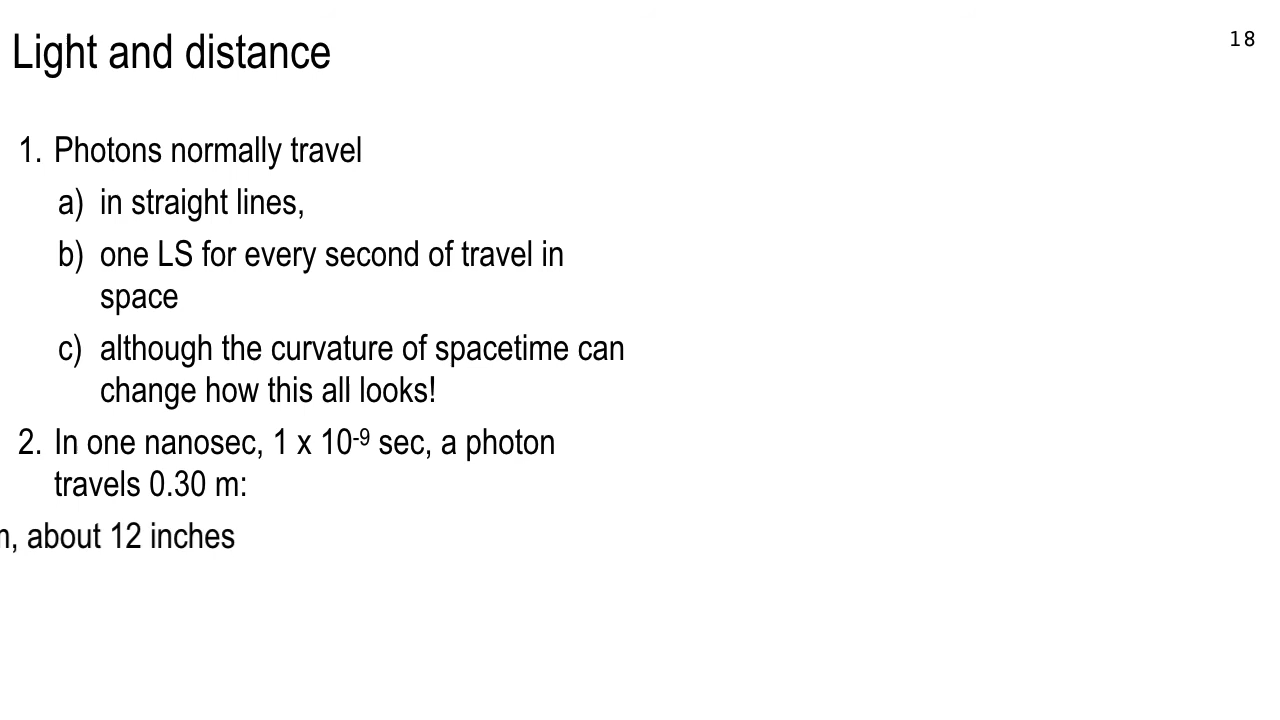 Light and distance
18
1. Photons normally travel
a) in straight lines,
b) one LS for every second of travel in
space
c) although the curvature of spacetime can
change how this all looks!
2. In one nanosec, 1 x 10⁻⁹ sec, a photon
travels 0.30 m:
, about 12 inches